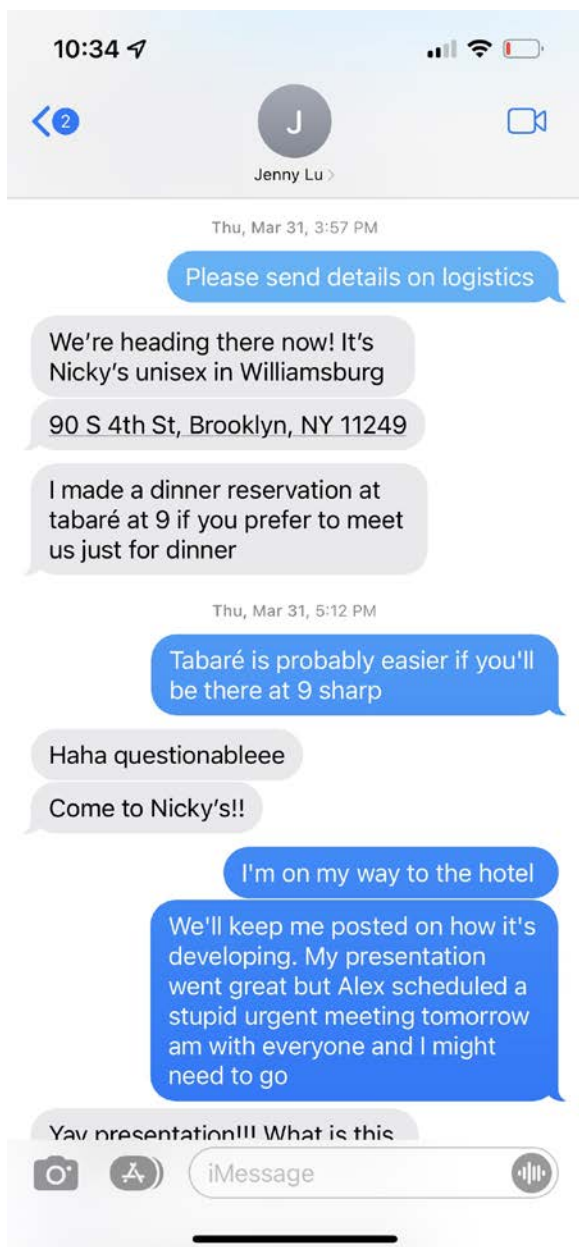 10:34
2
J
Jenny Lu
Thu, Mar 31, 3:57 PM
Please send details on logistics
We're heading there now! It's
Nicky's unisex in Williamsburg
90 S 4th St, Brooklyn, NY 11249
I made a dinner reservation at
tabaré at 9 if you prefer to meet
us just for dinner
Thu, Mar 31, 5:12 PM
Tabaré is probably easier if you'll
be there at 9 sharp
Haha questionableee
Come to Nicky's!!
I'm on my way to the hotel
We'll keep me posted on how it's
developing. My presentation
went great but Alex scheduled a
stupid urgent meeting tomorrow
am with everyone and I might
need to go
Yay presentation!!! What is this
iMessage